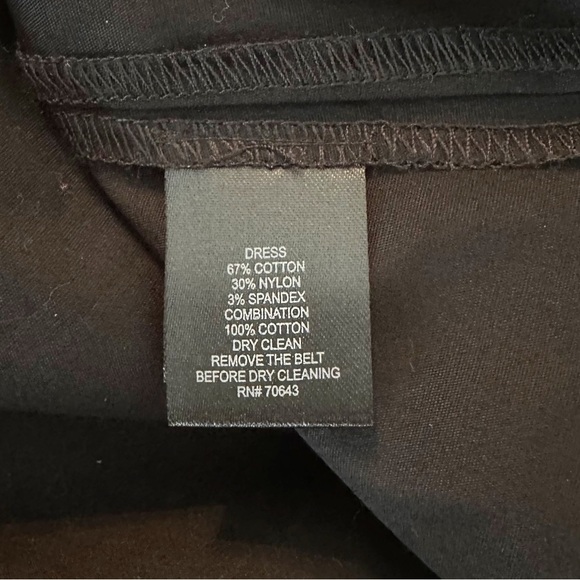 DRESS
67% COTTON
30% NYLON
3% SPANDEX
COMBINATION
100% COTTON
DRY CLEAN
REMOVE THE BELT
BEFORE DRY CLEANING
RN# 70643